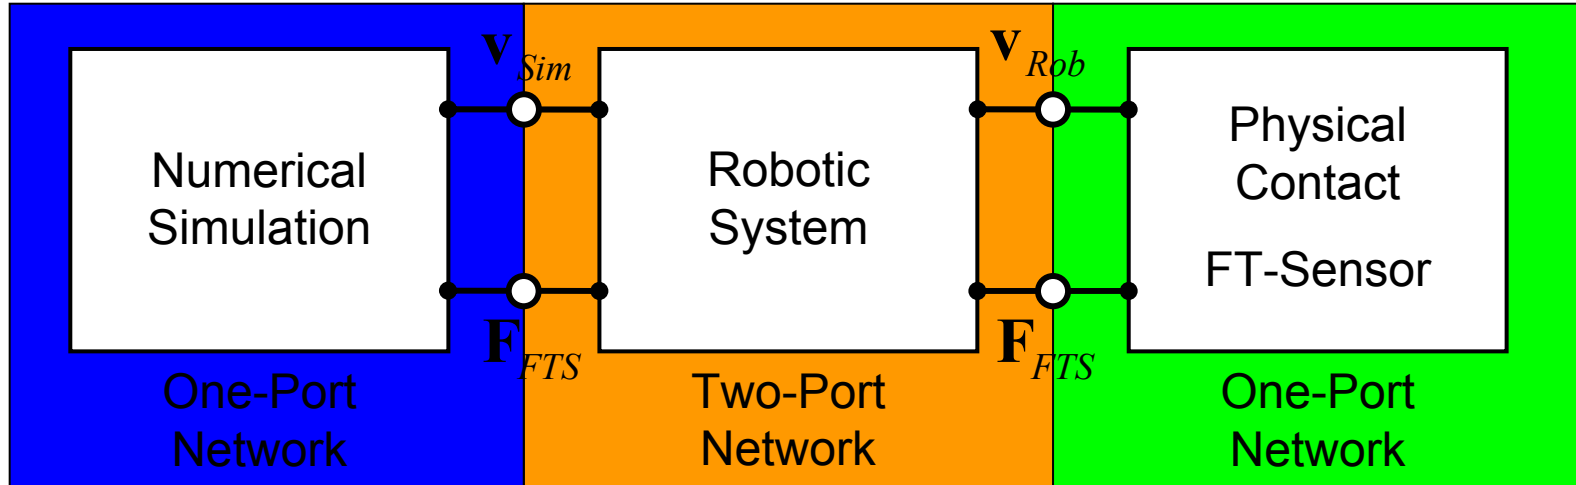 v Sim
v Rob
Numerical
Simulation
Robotic
System
Physical
Contact
FT-Sensor
F FTS
F FTS
One-Port
Network
Two-Port
Network
One-Port
Network